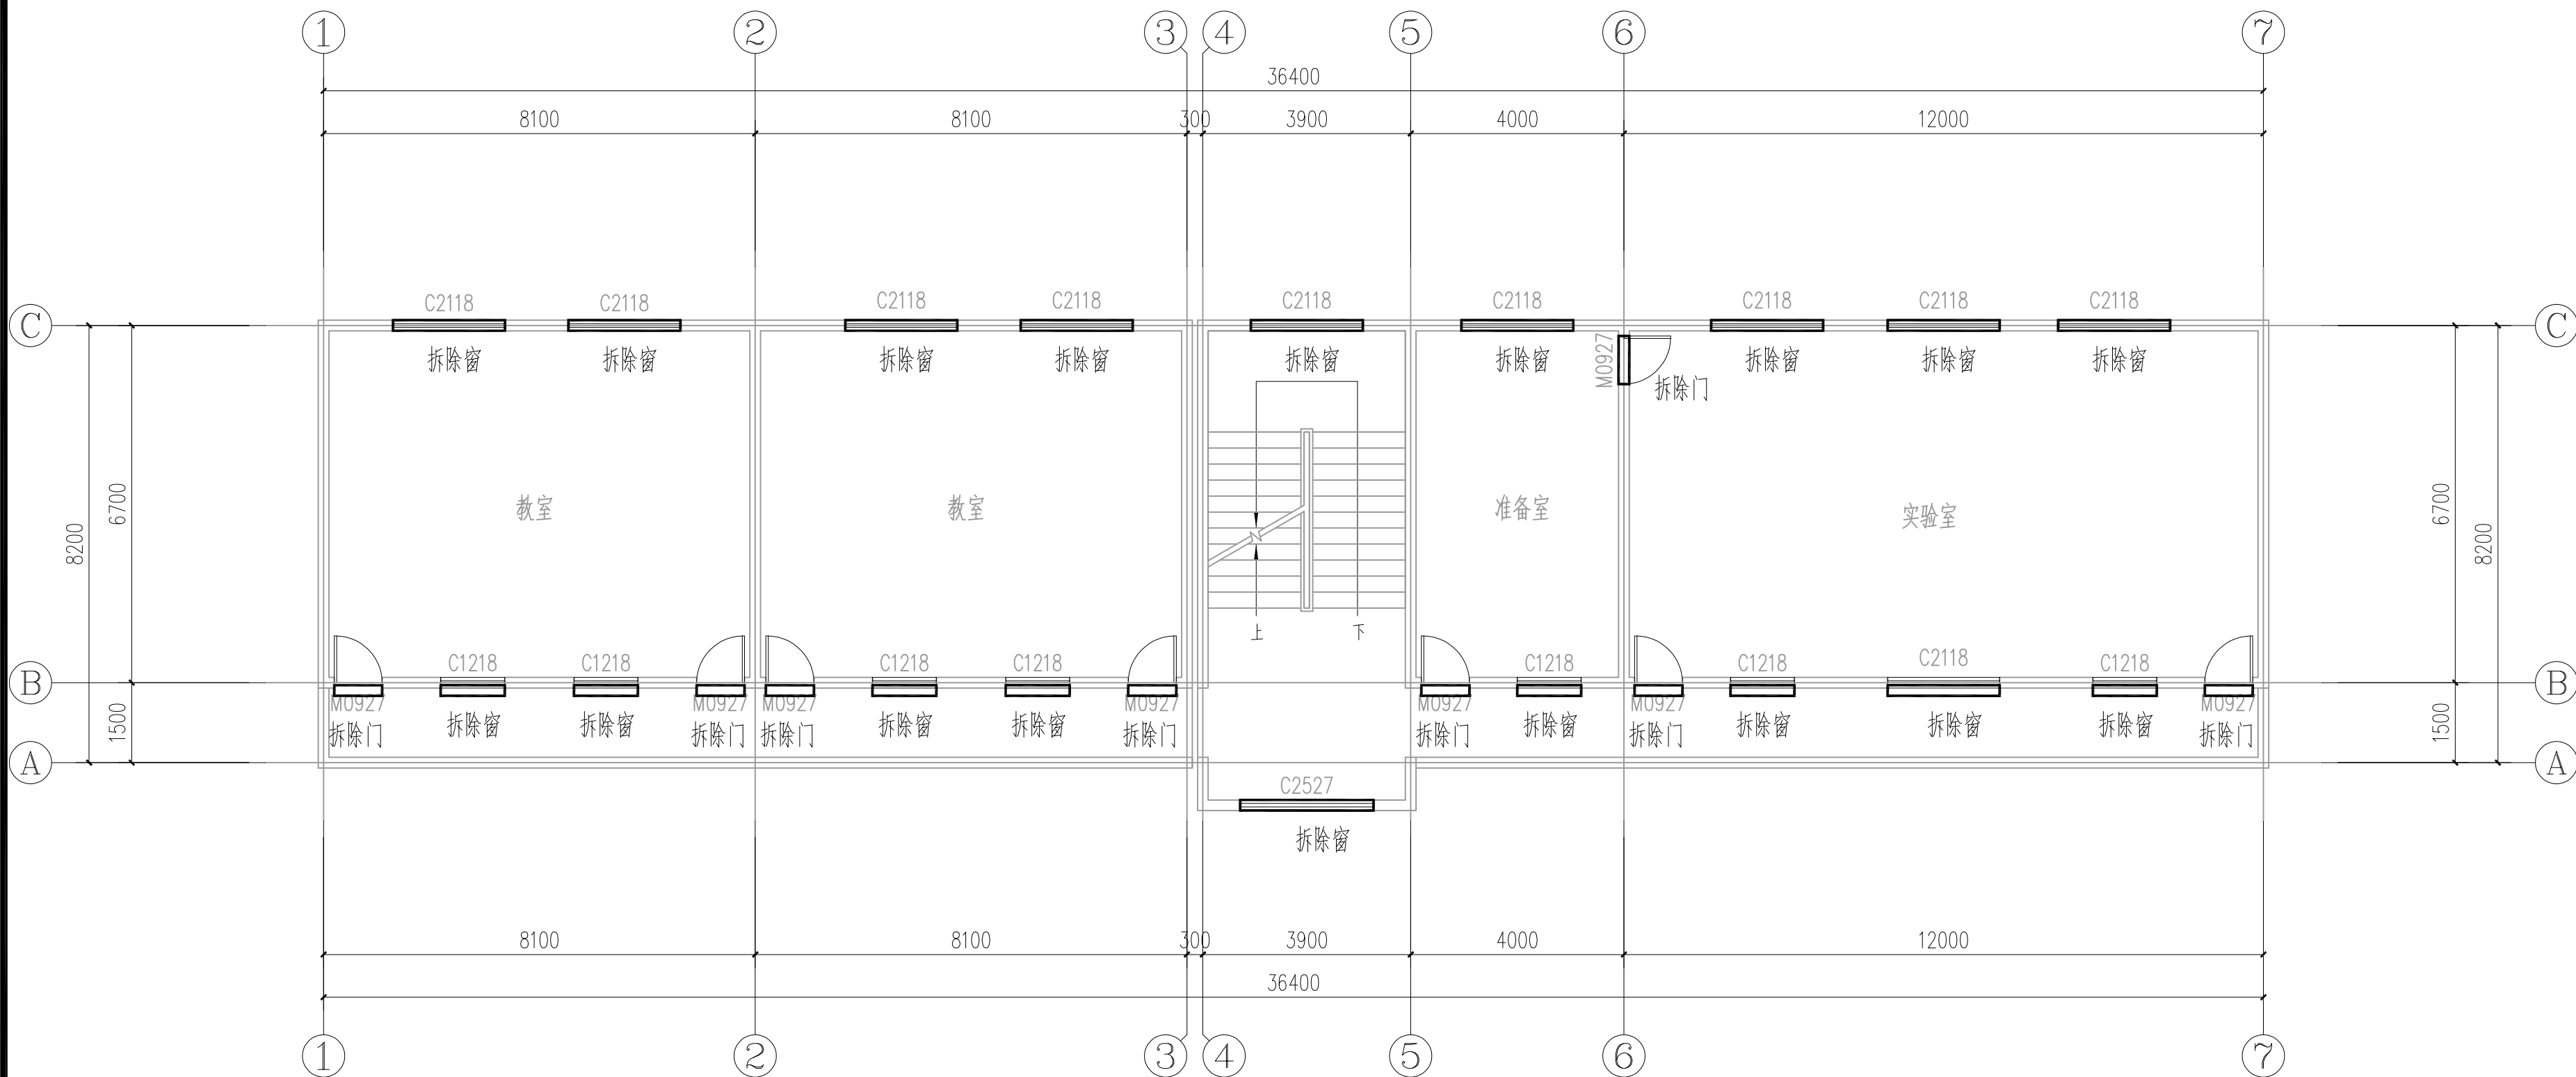 1 2 3 4 5 6 7
36400
8100 8100 300 3900 4000 12000
C2118 C2118 C2118 C2118 C2118 C2118 C2118 C2118 C2118
C C
拆除窗 拆除窗 拆除窗 拆除窗 拆除窗 拆除窗 拆除窗 拆除窗 拆除窗
M0927
拆除门
6700 6700
8200 8200
教室 教室 准备室 实验室
上 下
C1218 C1218 C1218 C1218 C1218 C1218 C2118 C1218
B B
M0927 M0927 M0927 M0927 M0927 M0927 M0927
拆除门 拆除窗 拆除窗 拆除门 拆除门 拆除窗 拆除窗 拆除门 拆除门 拆除窗 拆除门 拆除窗 拆除窗 拆除窗 拆除门
1500 1500
A A
C2527
拆除窗
8100 8100 300 3900 4000 12000
36400
1 2 3 4 5 6 7